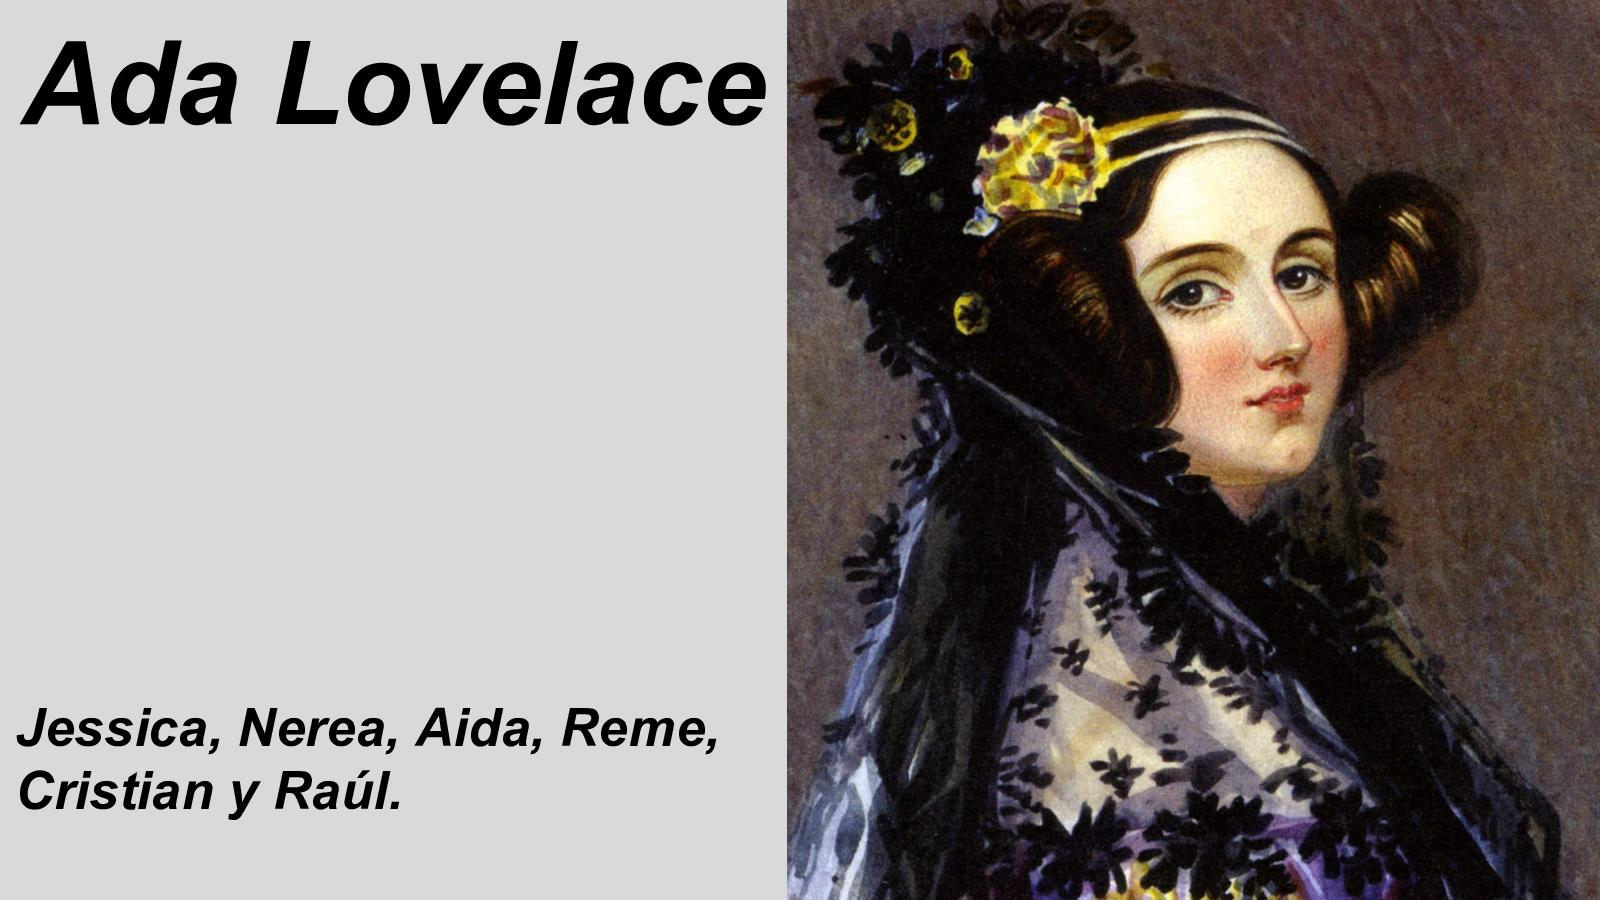 Ada Lovelace
Jessica, Nerea, Aida, Reme,
Cristian y Raúl.